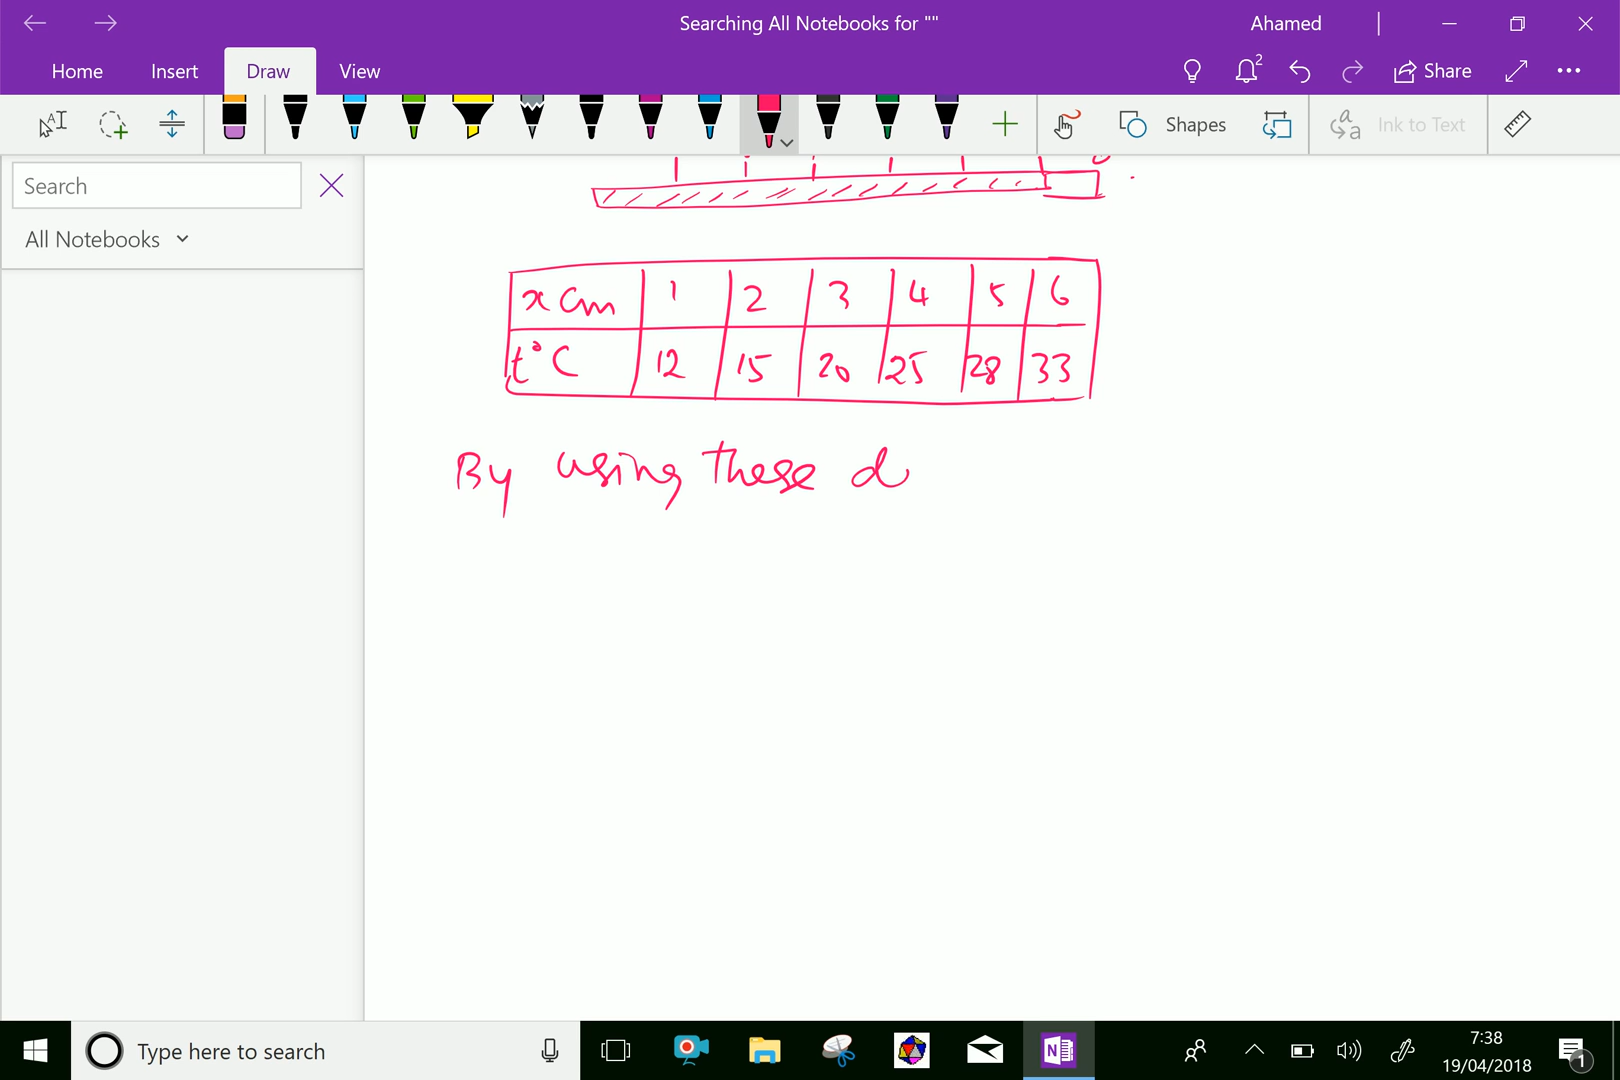 Searching All Notebooks for "" Ahamed
Home Insert Draw View 2 Share
Shapes Ink to Text
Search
All Notebooks
x cm 1 2 3 4 5 6
t°C 12 15 20 25 28 33
By using these d
Type here to search
7:38
19/04/2018
1